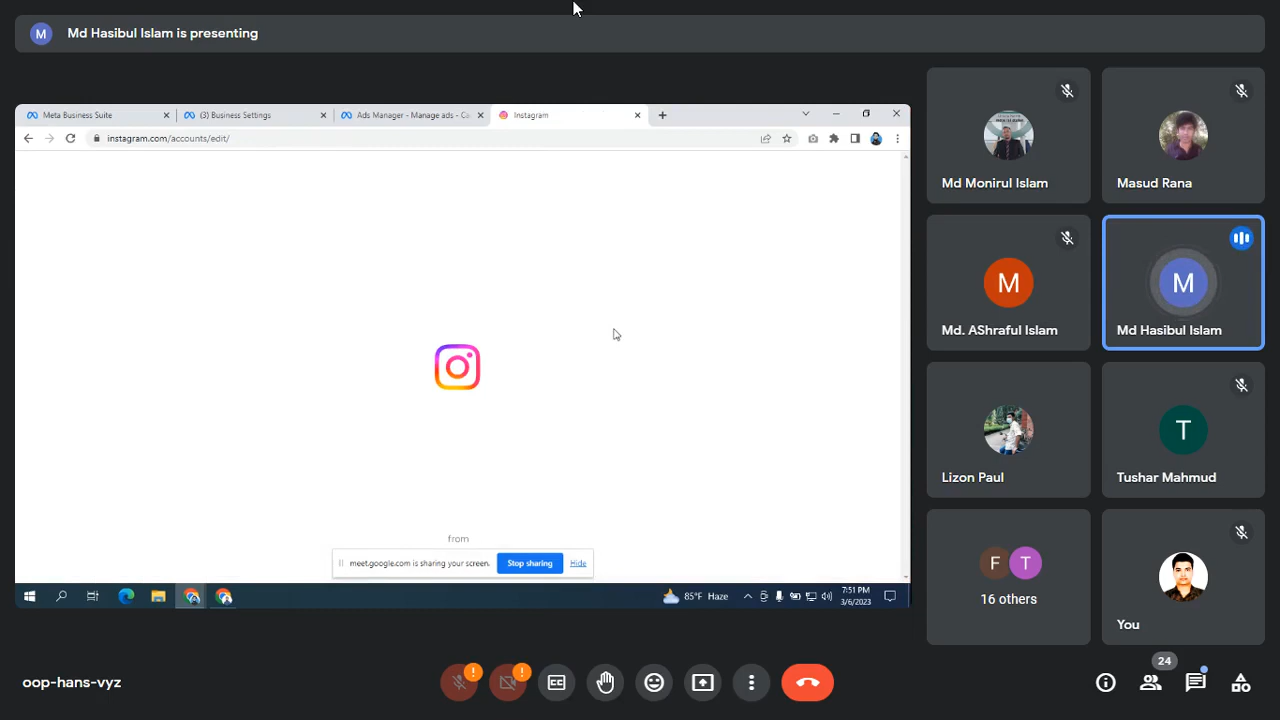 M
Md Hasibul Islam is presenting
Meta Business Suite
(3) Business Settings
Ads Manager - Manage ads - Ca
Instagram
instagram.com/accounts/edit/
from
meet.google.com is sharing your screen.
Stop sharing
Hide
85°F Haze
7:51 PM
3/6/2023
Md Monirul Islam
Masud Rana
M
Md. AShraful Islam
M
Md Hasibul Islam
Lizon Paul
T
Tushar Mahmud
F T
16 others
You
oop-hans-vyz
!
!
CC
24